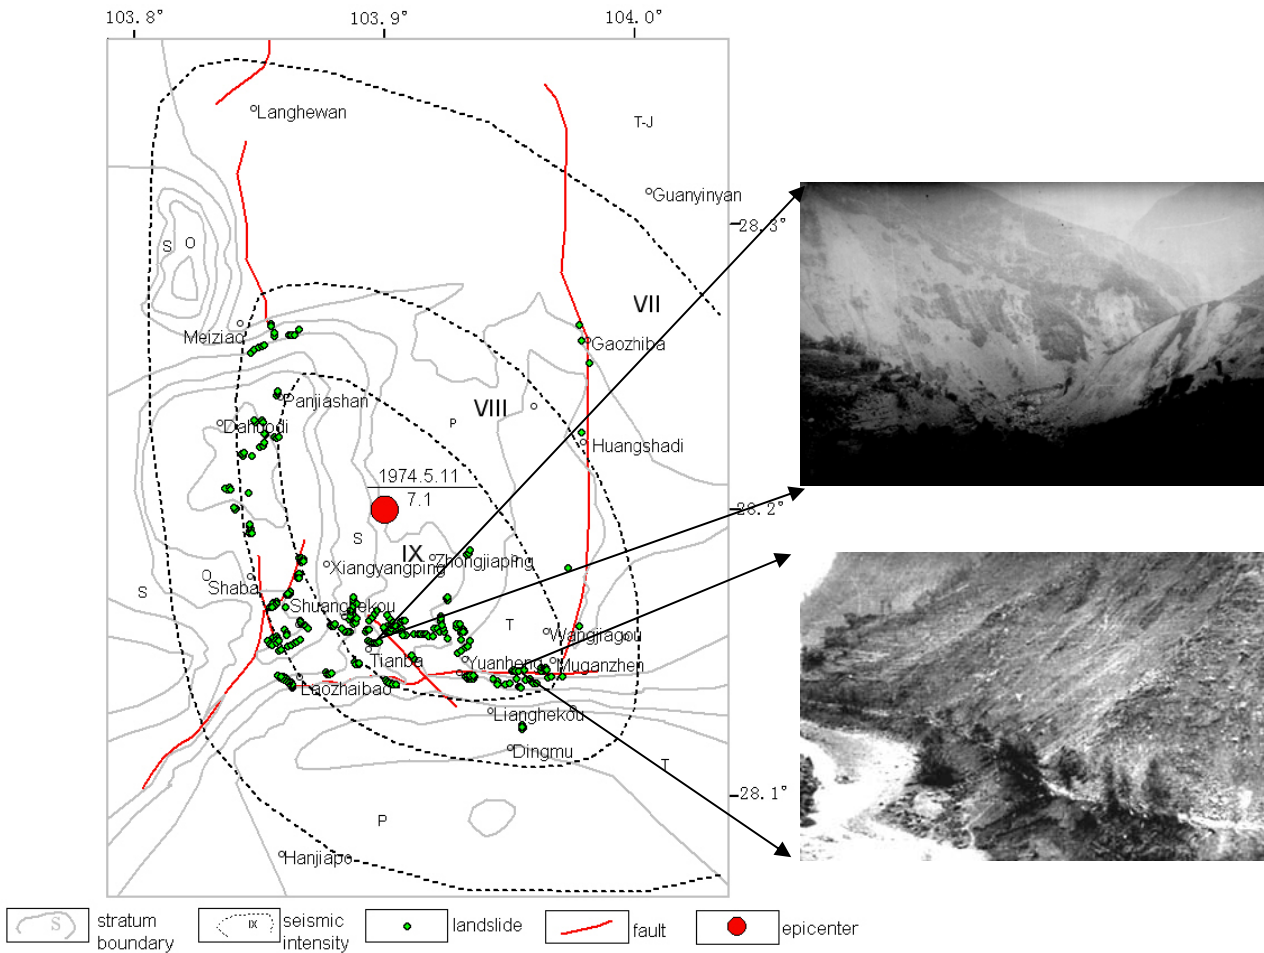 103.8° 103.9° 104.0°
Langhewan
T-J
Guanyinyan
28.3°
S O
VII
Meiziao
Gaozhiba
Panjiashan
VIII
Dahuodi
P
Huangshadi
1974.5.11
7.1
28.2°
S
IX
Zhongjiaping
Xiangyangping
O
Shaba
S
Shuanghekou
T
Wangjiagou
Tianba
Yuanheng
Muganzhen
Laozhaibao
Lianghekou
Dingmu
T
28.1°
P
Hanjiapo
S
stratum
boundary
IX
seismic
intensity
landslide
fault
epicenter